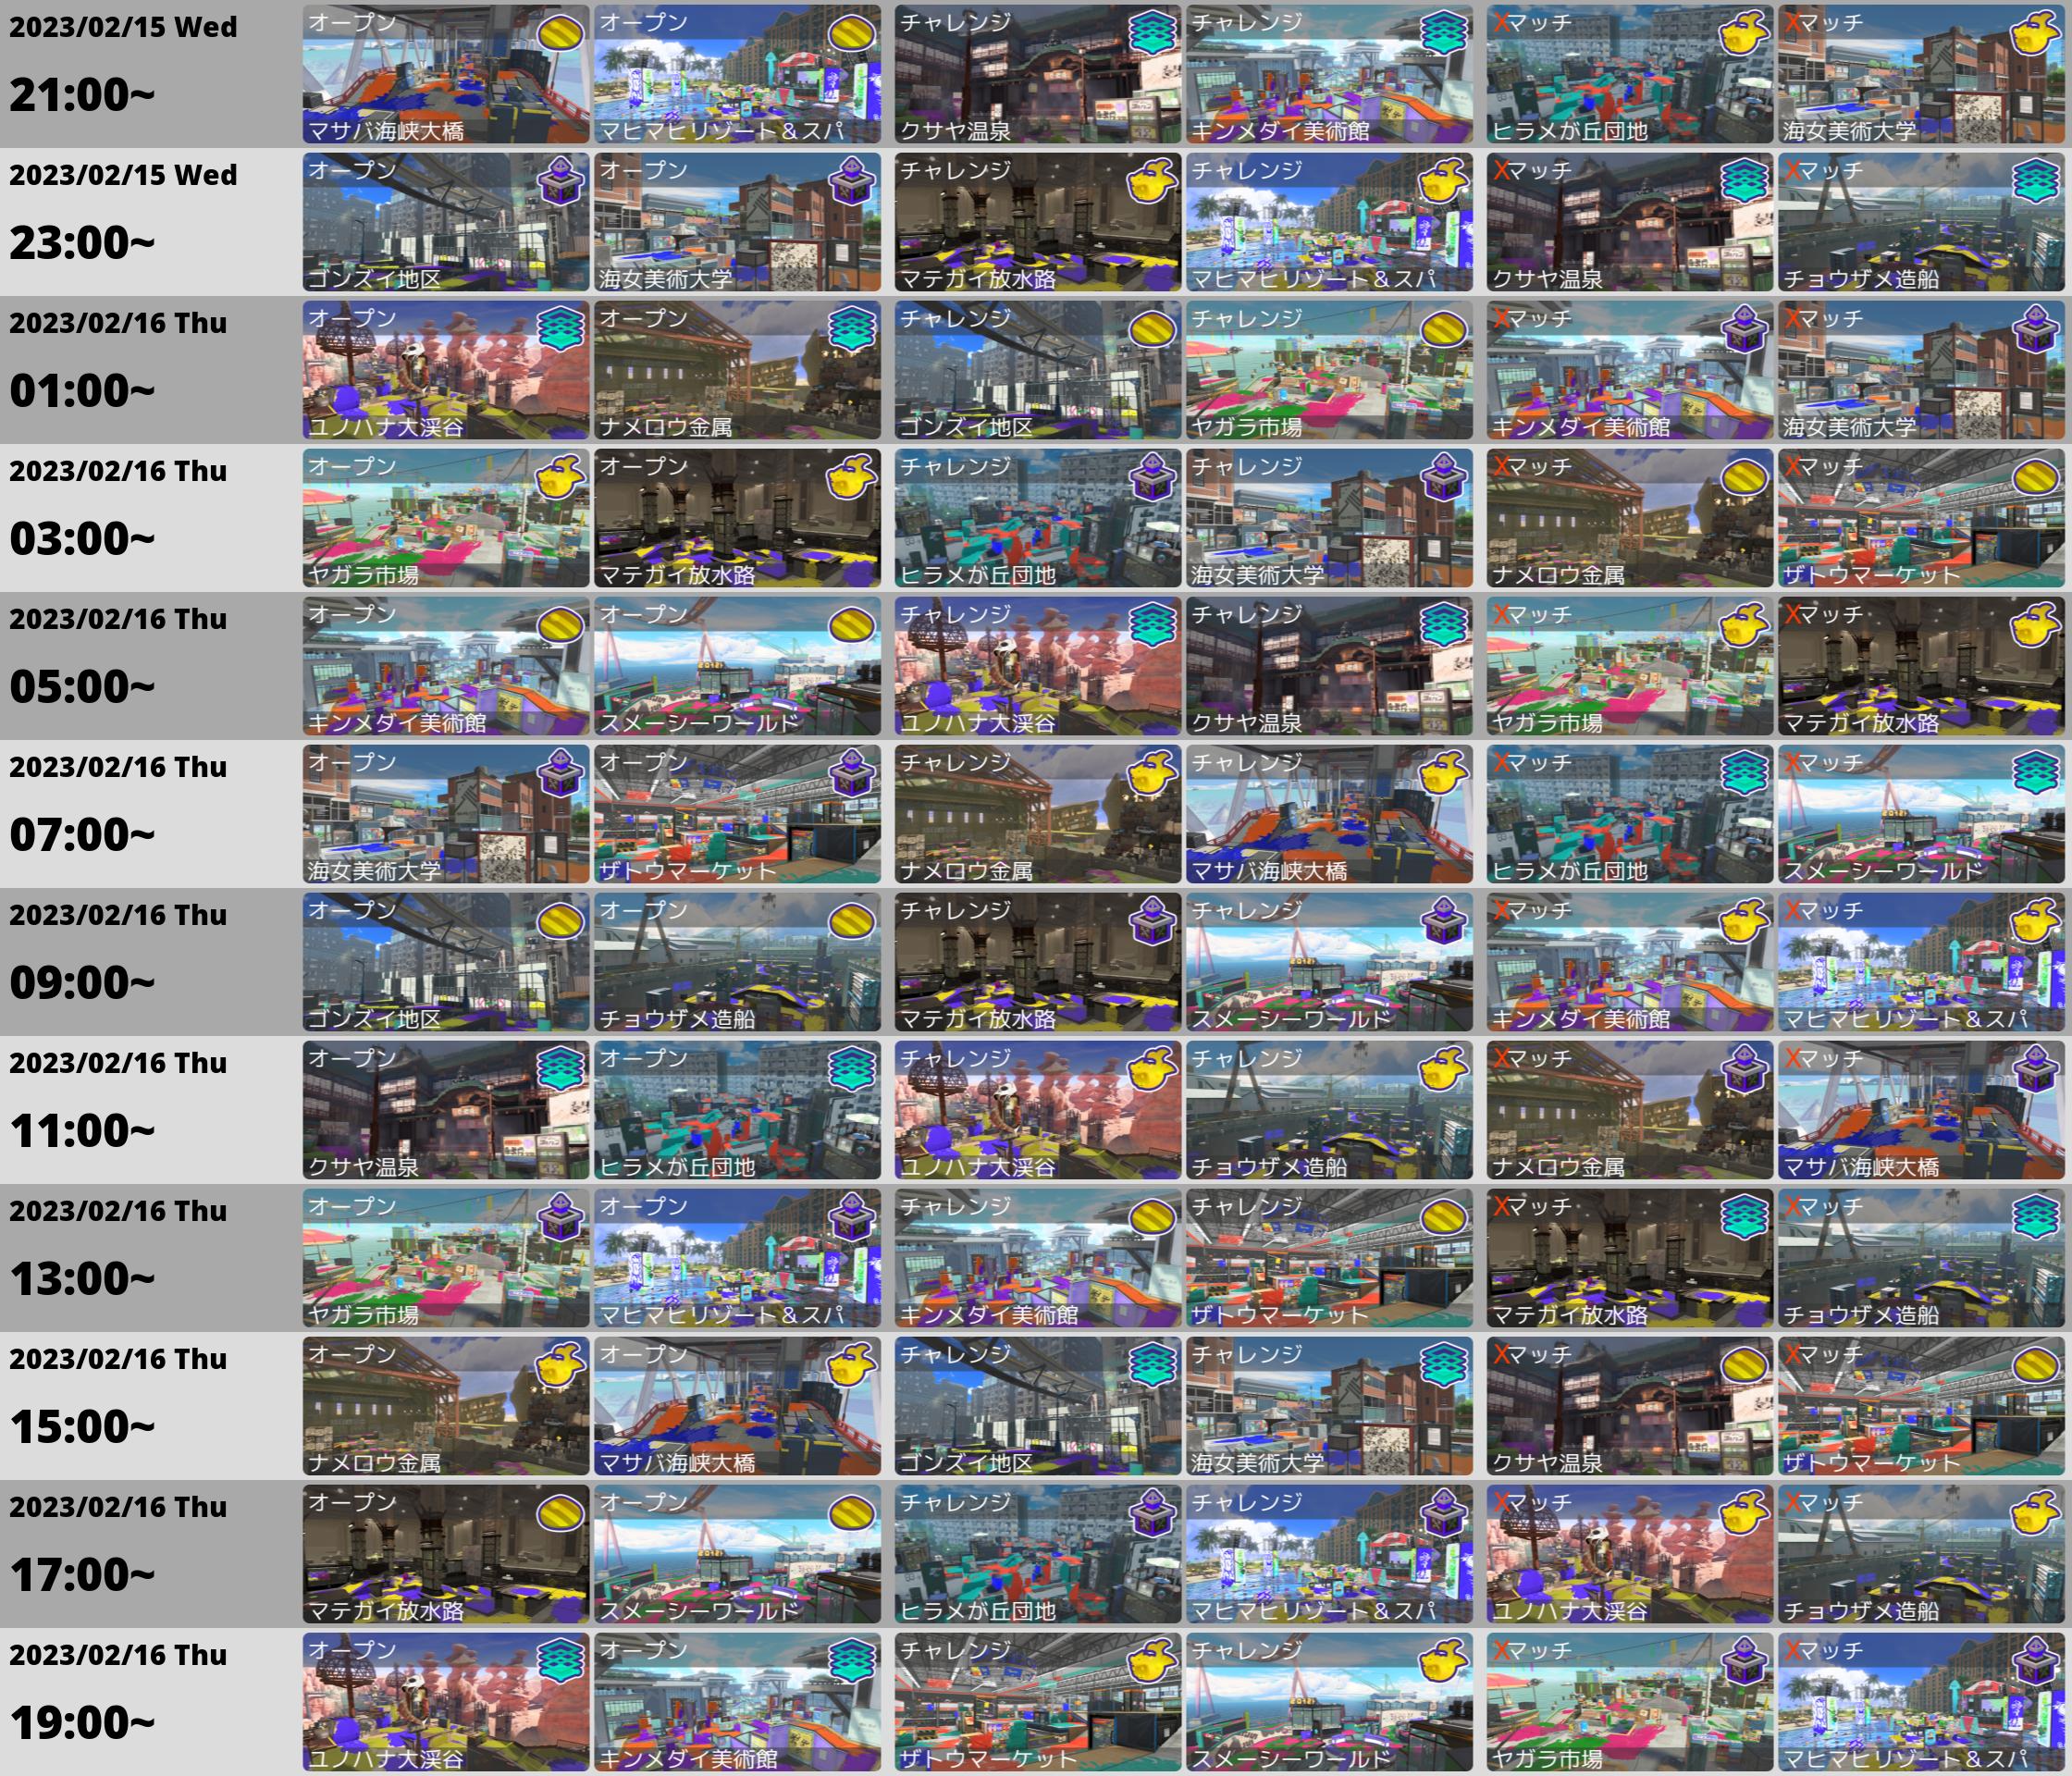 2023/02/15 Wed
21:00~
オープン オープン チャレンジ チャレンジ Xマッチ Xマッチ
マサバ海峡大橋 マヒマヒリゾート＆スパ クサヤ温泉 キンメダイ美術館 ヒラメが丘団地 海女美術大学
2023/02/15 Wed
23:00~
オープン オープン チャレンジ チャレンジ Xマッチ Xマッチ
ゴンズイ地区 海女美術大学 マテガイ放水路 マヒマヒリゾート＆スパ クサヤ温泉 チョウザメ造船
2023/02/16 Thu
01:00~
オープン オープン チャレンジ チャレンジ Xマッチ Xマッチ
ユノハナ大渓谷 ナメロウ金属 ゴンズイ地区 ヤガラ市場 キンメダイ美術館 海女美術大学
2023/02/16 Thu
03:00~
オープン オープン チャレンジ チャレンジ Xマッチ Xマッチ
ヤガラ市場 マテガイ放水路 ヒラメが丘団地 海女美術大学 ナメロウ金属 ザトウマーケット
2023/02/16 Thu
05:00~
オープン オープン チャレンジ チャレンジ Xマッチ Xマッチ
キンメダイ美術館 スメーシーワールド ユノハナ大渓谷 クサヤ温泉 ヤガラ市場 マテガイ放水路
2023/02/16 Thu
07:00~
オープン オープン チャレンジ チャレンジ Xマッチ Xマッチ
海女美術大学 ザトウマーケット ナメロウ金属 マサバ海峡大橋 ヒラメが丘団地 スメーシーワールド
2023/02/16 Thu
09:00~
オープン オープン チャレンジ チャレンジ Xマッチ Xマッチ
ゴンズイ地区 チョウザメ造船 マテガイ放水路 スメーシーワールド キンメダイ美術館 マヒマヒリゾート＆スパ
2023/02/16 Thu
11:00~
オープン オープン チャレンジ チャレンジ Xマッチ Xマッチ
クサヤ温泉 ヒラメが丘団地 ユノハナ大渓谷 チョウザメ造船 ナメロウ金属 マサバ海峡大橋
2023/02/16 Thu
13:00~
オープン オープン チャレンジ チャレンジ Xマッチ Xマッチ
ヤガラ市場 マヒマヒリゾート＆スパ キンメダイ美術館 ザトウマーケット マテガイ放水路 チョウザメ造船
2023/02/16 Thu
15:00~
オープン オープン チャレンジ チャレンジ Xマッチ Xマッチ
ナメロウ金属 マサバ海峡大橋 ゴンズイ地区 海女美術大学 クサヤ温泉 ザトウマーケット
2023/02/16 Thu
17:00~
オープン オープン チャレンジ チャレンジ Xマッチ Xマッチ
マテガイ放水路 スメーシーワールド ヒラメが丘団地 マヒマヒリゾート＆スパ ユノハナ大渓谷 チョウザメ造船
2023/02/16 Thu
19:00~
オープン オープン チャレンジ チャレンジ Xマッチ Xマッチ
ユノハナ大渓谷 キンメダイ美術館 ザトウマーケット スメーシーワールド ヤガラ市場 マヒマヒリゾート＆スパ